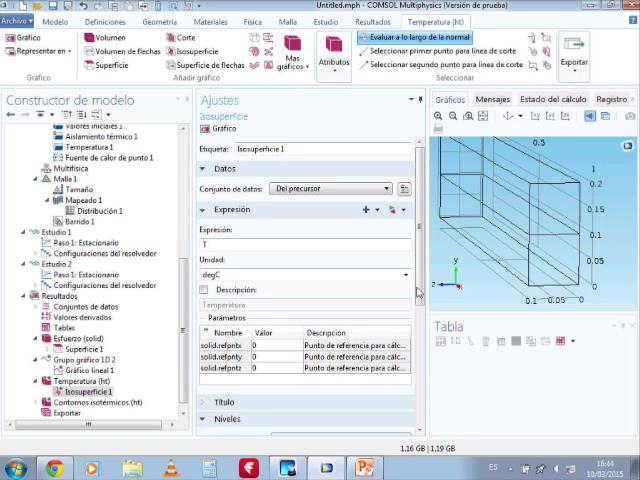 Untitled.mph - COMSOL Multiphysics (Versión de prueba)
Archivo Modelo Definiciones Geometría Materiales Física Malla Estudio Resultados Temperatura (ht)
Gráfico
Representar en
Gráfico
Volumen Corte
Volumen de flechas Isosuperficie
Superficie Superficie de flechas
Mas gráficos
Añadir gráfico
Atributos
Evaluar a lo largo de la normal
Seleccionar primer punto para línea de corte
Seleccionar segundo punto para línea de corte
Seleccionar
Exportar
Constructor de modelo
Valores iniciales 1
Aislamiento térmico 1
Temperatura 1
Fuente de calor de punto 1
Multifísica
Malla 1
Tamaño
Mapeado 1
Distribución 1
Barrido 1
Estudio 1
Paso 1: Estacionario
Configuraciones del resolvedor
Estudio 2
Paso 1: Estacionario
Configuraciones del resolvedor
Resultados
Conjuntos de datos
Valores derivados
Tablas
Esfuerzo (solid)
Superficie 1
Grupo gráfico 1D 2
Gráfico lineal 1
Temperatura (ht)
Isosuperficie 1
Contornos isotérmicos (ht)
Exportar
Ajustes
Isosuperficie
Gráfico
Etiqueta: Isosuperficie 1
Datos
Conjunto de datos: Del precursor
Expresión
Expresión:
T
Unidad:
degC
Descripción:
Temperatura
Parámetros
Nombre Valor Descripción
solid.refpntx 0 Punto de referencia para cálc...
solid.refpnty 0 Punto de referencia para cálc...
solid.refpntz 0 Punto de referencia para cálc...
Título
Niveles
Gráficos Mensajes Estado del cálculo Registro
0.5
1
0.2
0.15
0.1
0.05
0
0.1 0.05 0
y
z
Tabla
1.16 GB | 1.19 GB
ES
16:44
10/03/2015